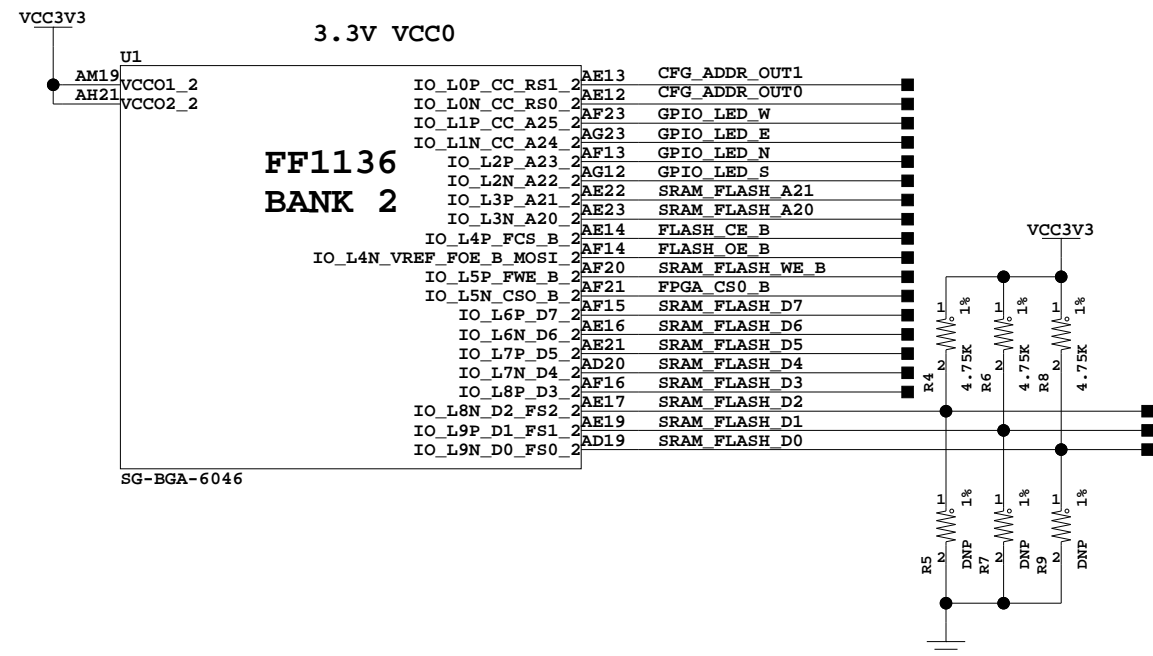 VCC3V3
3.3V VCC0
U1
AM19 VCCO1_2
AH21 VCCO2_2
FF1136
BANK 2
IO_L0P_CC_RS1_2 AE13 CFG_ADDR_OUT1
IO_L0N_CC_RS0_2 AE12 CFG_ADDR_OUT0
IO_L1P_CC_A25_2 AF23 GPIO_LED_W
IO_L1N_CC_A24_2 AG23 GPIO_LED_E
IO_L2P_A23_2 AF13 GPIO_LED_N
IO_L2N_A22_2 AG12 GPIO_LED_S
IO_L3P_A21_2 AE22 SRAM_FLASH_A21
IO_L3N_A20_2 AE23 SRAM_FLASH_A20
IO_L4P_FCS_B_2 AE14 FLASH_CE_B
IO_L4N_VREF_FOE_B_MOSI_2 AF14 FLASH_OE_B
IO_L5P_FWE_B_2 AF20 SRAM_FLASH_WE_B
IO_L5N_CSO_B_2 AF21 FPGA_CS0_B
IO_L6P_D7_2 AF15 SRAM_FLASH_D7
IO_L6N_D6_2 AE16 SRAM_FLASH_D6
IO_L7P_D5_2 AE21 SRAM_FLASH_D5
IO_L7N_D4_2 AD20 SRAM_FLASH_D4
IO_L8P_D3_2 AF16 SRAM_FLASH_D3
IO_L8N_D2_FS2_2 AE17 SRAM_FLASH_D2
IO_L9P_D1_FS1_2 AE19 SRAM_FLASH_D1
IO_L9N_D0_FS0_2 AD19 SRAM_FLASH_D0
SG-BGA-6046
VCC3V3
1 1% 1 1% 1 1%
R4 2 4.75K R6 2 4.75K R8 2 4.75K
1 1% 1 1% 1 1%
R5 2 DNP R7 2 DNP R9 2 DNP